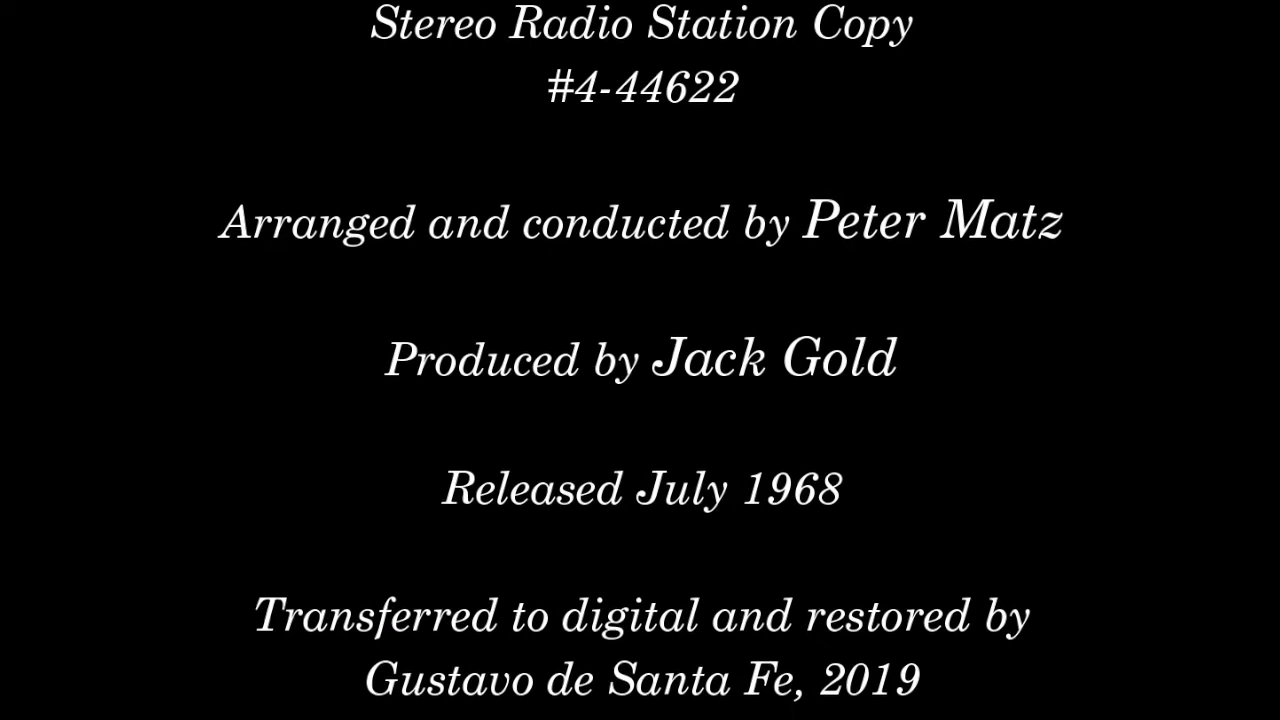 Stereo Radio Station Copy
#4-44622
Arranged and conducted by Peter Matz
Produced by Jack Gold
Released July 1968
Transferred to digital and restored by
Gustavo de Santa Fe, 2019